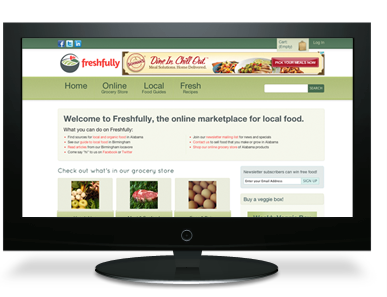 freshfully
Dine In, Chill Out.
Meal Solutions. Home Delivered.
PICK YOUR MEALS NOW
Cart
(Empty)
Log in
Home
Online
Grocery Store
Local
Food Guides
Fresh
Recipes
SEARCH
Welcome to Freshfully, the online marketplace for local food.
What you can do on Freshfully:
Find sources for local and organic food in Alabama
See our guide to local food in Birmingham
Read articles from our Birmingham locavore
Come say "hi" to us on Facebook or Twitter
Join our newsletter mailing list for news and specials
Contact us to sell food that you make or grow in Alabama
Shop our online grocery store of Alabama products
Check out what's in our grocery store
Newsletter subscribers can win free food!
Enter your Email Address
SIGN UP
Buy a veggie box!